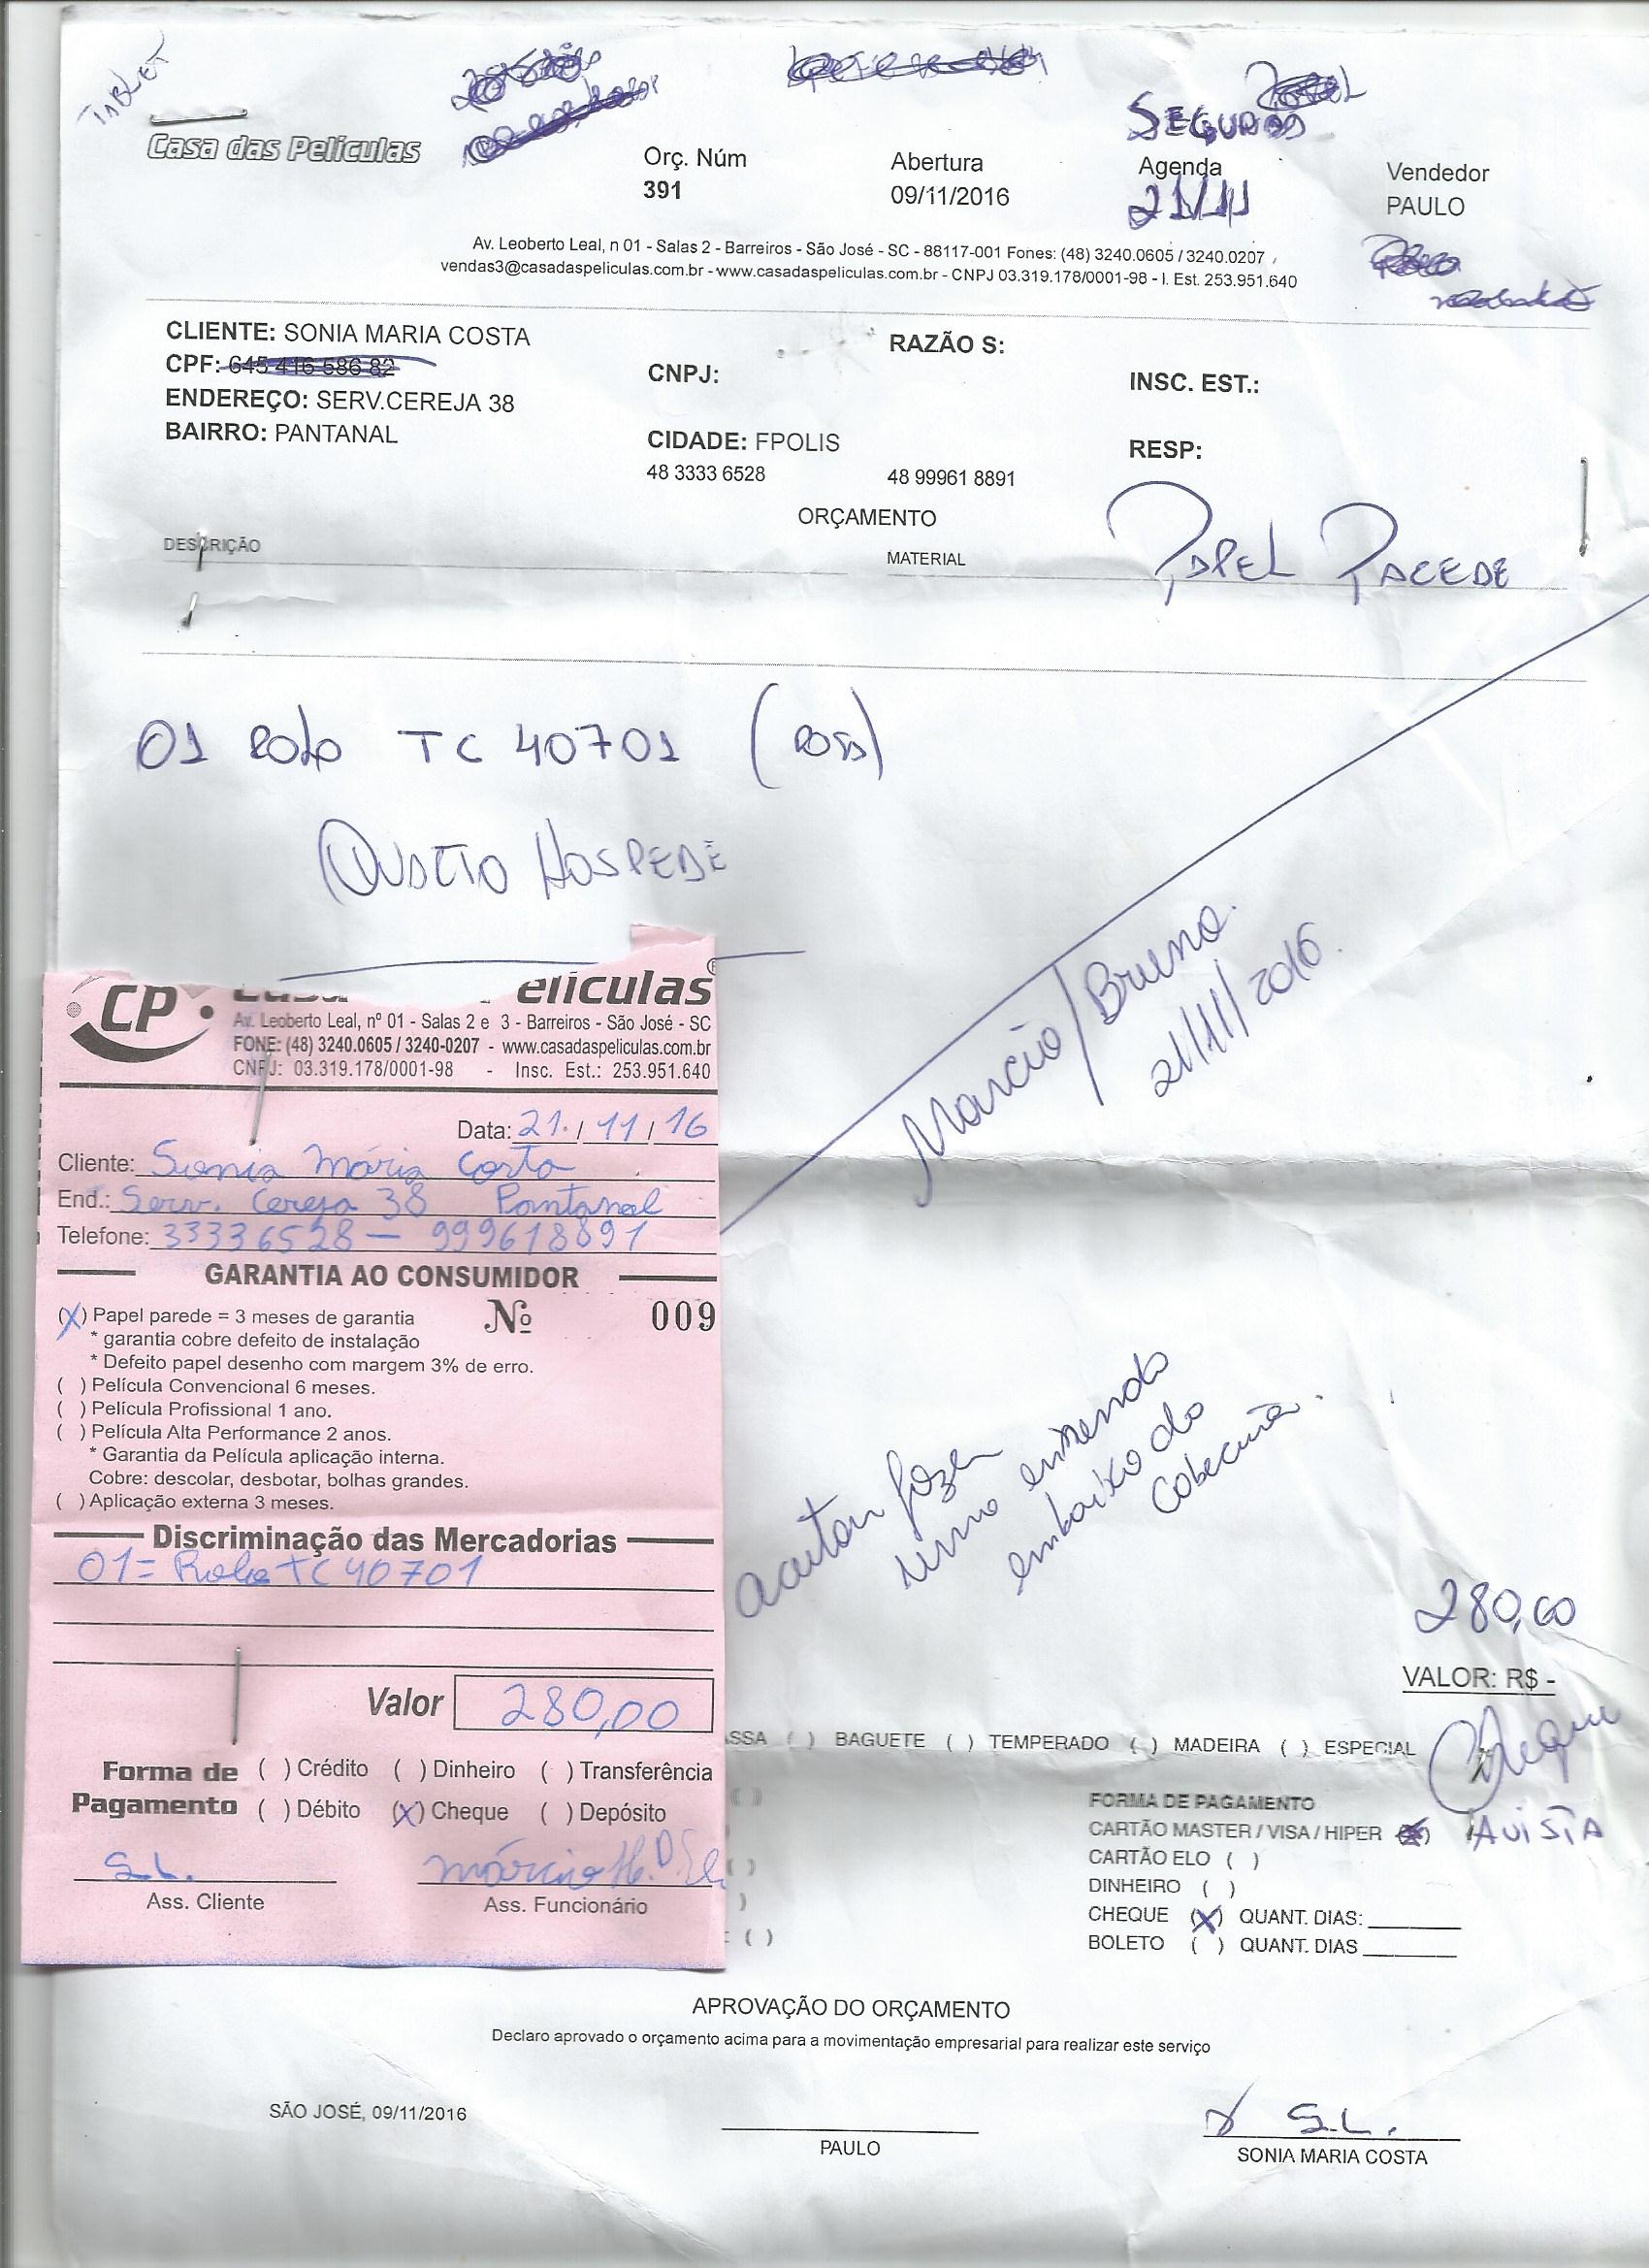 TABLET
SEGUNDA
Casa das Películas
Orç. Núm
391
Abertura
09/11/2016
Agenda
21/11
Vendedor
PAULO
Av. Leoberto Leal, n 01 - Salas 2 - Barreiros - São José - SC - 88117-001 Fones: (48) 3240.0605 / 3240.0207
vendas3@casadaspeliculas.com.br - www.casadaspeliculas.com.br - CNPJ 03.319.178/0001-98 - I. Est. 253.951.640
CLIENTE: SONIA MARIA COSTA
RAZÃO S:
CPF: 645 416 586 82
CNPJ:
INSC. EST.:
ENDEREÇO: SERV.CEREJA 38
BAIRRO: PANTANAL
CIDADE: FPOLIS
RESP:
48 3333 6528
48 99961 8891
ORÇAMENTO
DESCRIÇÃO
MATERIAL
PAPEL PAREDE
01 ROLO TC 40701 (ROSA)
QUARTO HOSPEDE
Marcio/Bruno.
21/11/2016.
CP
elículas
Av. Leoberto Leal, nº 01 - Salas 2 e 3 - Barreiros - São José - SC
FONE: (48) 3240.0605 / 3240-0207 - www.casadaspeliculas.com.br
CNPJ: 03.319.178/0001-98 - Insc. Est.: 253.951.640
Data: 21 / 11 / 16
Cliente: Sonia Mária Costa
End.: Serv. Cereja 38 Pantanal
Telefone: 33336528 - 999618891
GARANTIA AO CONSUMIDOR
(X) Papel parede = 3 meses de garantia
Nº 009
* garantia cobre defeito de instalação
* Defeito papel desenho com margem 3% de erro.
( ) Película Convencional 6 meses.
( ) Película Profissional 1 ano.
( ) Película Alta Performance 2 anos.
* Garantia da Película aplicação interna.
Cobre: descolar, desbotar, bolhas grandes.
( ) Aplicação externa 3 meses.
Discriminação das Mercadorias
01 = Rolo TC 40701
Valor 280,00
Forma de Pagamento
( ) Crédito ( ) Dinheiro ( ) Transferência
( ) Débito (X) Cheque ( ) Depósito
S.L.
Ass. Cliente
Márcio H.
Ass. Funcionário
fazer
emenda
embaixo da
280,00
VALOR: R$ -
Cheque
AVISTA
ASSA ( ) BAGUETE ( ) TEMPERADO ( ) MADEIRA ( ) ESPECIAL
FORMA DE PAGAMENTO
CARTÃO MASTER / VISA / HIPER (X)
CARTÃO ELO ( )
DINHEIRO ( )
CHEQUE (X) QUANT. DIAS:
BOLETO ( ) QUANT. DIAS
APROVAÇÃO DO ORÇAMENTO
Declaro aprovado o orçamento acima para a movimentação empresarial para realizar este serviço
SÃO JOSÉ, 09/11/2016
PAULO
X S.L.
SONIA MARIA COSTA